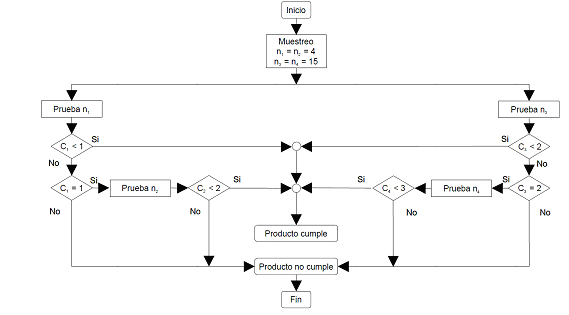 Inicio
Muestreo
n₁ = n₂ = 4
n₃ = n₄ = 15
Prueba n₁
Prueba n₃
C₁ < 1
Si
Si
C₃ < 2
No
No
C₁ = 1
Si
Prueba n₂
C₂ < 2
Si
Si
C₄ < 3
Prueba n₄
Si
C₃ = 2
No
No
No
No
Producto cumple
Producto no cumple
Fin